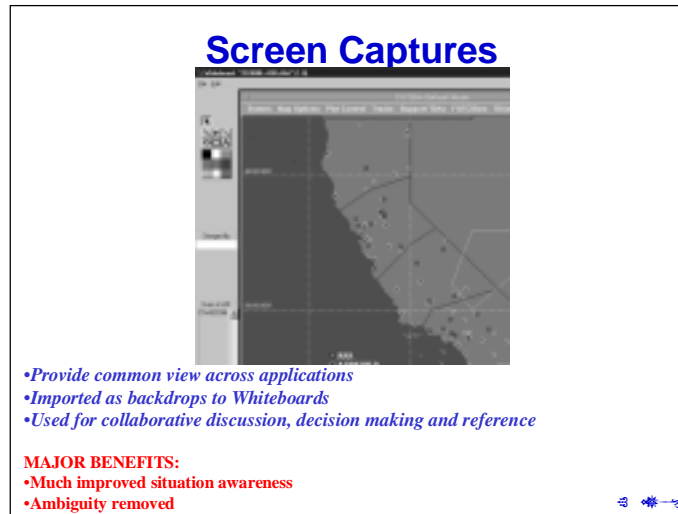 Screen Captures
•Provide common view across applications
•Imported as backdrops to Whiteboards
•Used for collaborative discussion, decision making and reference
MAJOR BENEFITS:
•Much improved situation awareness
•Ambiguity removed